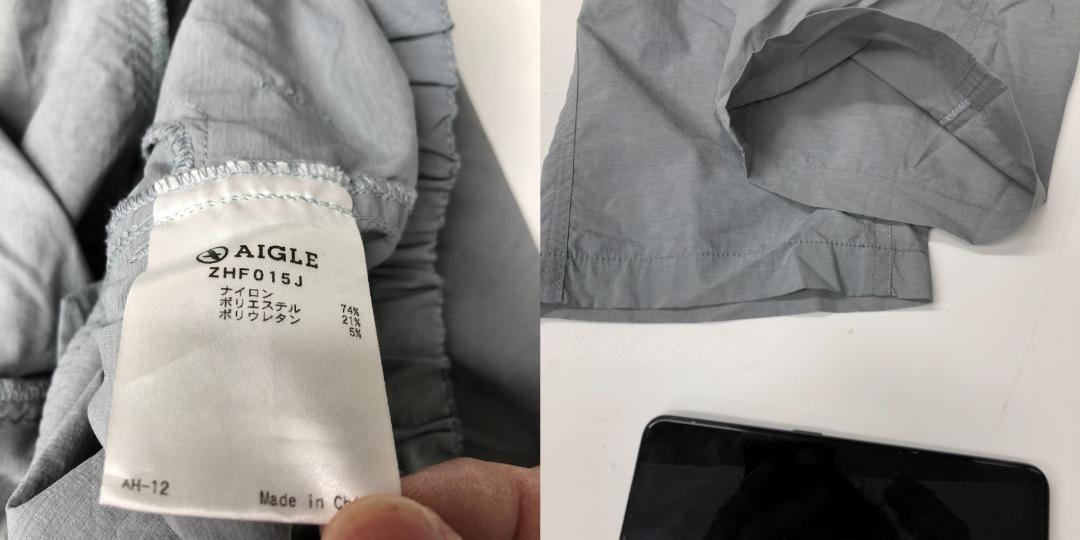 AIGLE
ZHF015J
ナイロン 74%
ポリエステル 21%
ポリウレタン 5%
AH-12
Made in